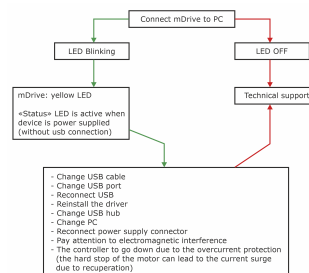 Connect mDrive to PC
LED Blinking
LED OFF
mDrive: yellow LED
«Status» LED is active when
device is power supplied
(without usb connection)
Technical support
- Change USB cable
- Change USB port
- Reconnect USB
- Reinstall the driver
- Change USB hub
- Change PC
- Reconnect power supply connector
- Pay attention to electromagnetic interference
- The controller to go down due to the overcurrent protection
(the hard stop of the motor can lead to the current surge
due to recuperation)